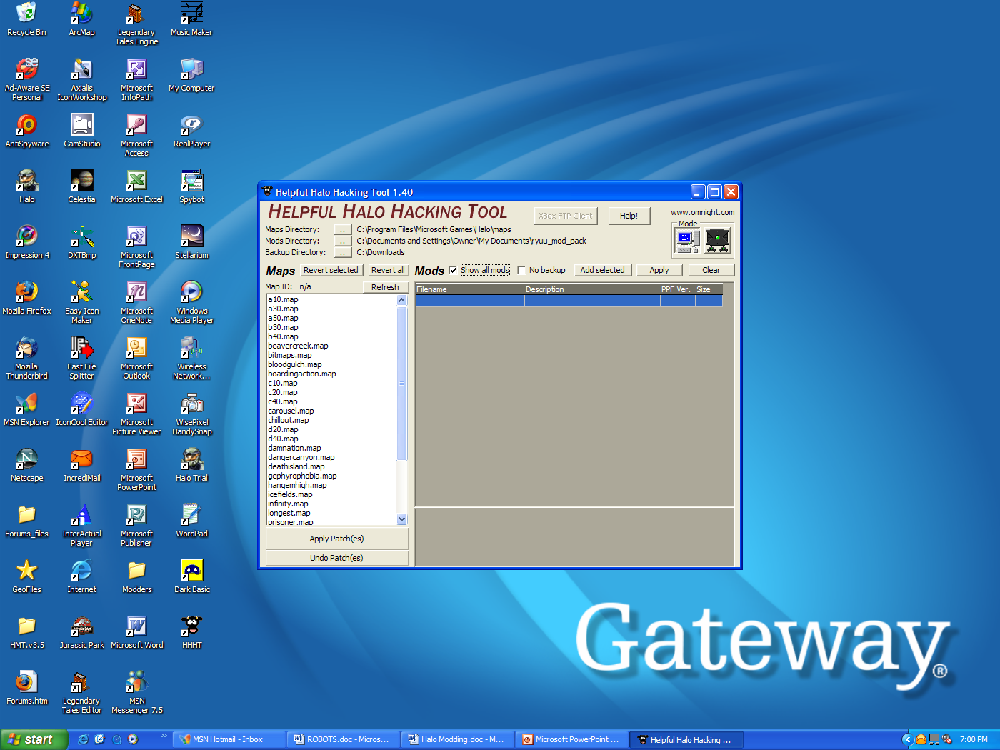 Recycle Bin
ArcMap
Legendary
Tales Engine
Music Maker
Ad-Aware SE
Personal
Axialis
IconWorkshop
Microsoft
InfoPath
My Computer
AntiSpyware
CamStudio
Microsoft
Access
RealPlayer
Halo
Celestia
Microsoft Excel
Spybot
Impression 4
DXTBmp
Microsoft
FrontPage
Stellarium
Mozilla Firefox
Easy Icon
Maker
Microsoft
OneNote
Windows
Media Player
Mozilla
Thunderbird
Fast File
Splitter
Microsoft
Outlook
Wireless
Network...
MSN Explorer
IconCool Editor
Microsoft
Picture Viewer
WisePixel
HandySnap
Netscape
IncrediMail
Microsoft
PowerPoint
Halo Trial
Forums_files
InterActual
Player
Microsoft
Publisher
WordPad
GeoFiles
Internet
Modders
Dark Basic
HMT.v3.5
Jurassic Park
Microsoft Word
HHHT
Forums.htm
Legendary
Tales Editor
MSN
Messenger 7.5
Helpful Halo Hacking Tool 1.40
HELPFUL HALO HACKING TOOL
XBox FTP Client
Help!
www.omnight.com
Mode
Maps Directory: .. C:\Program Files\Microsoft Games\Halo\maps
Mods Directory: .. C:\Documents and Settings\Owner\My Documents\ryuu_mod_pack
Backup Directory: .. C:\Downloads
Maps Revert selected Revert all
Mods Show all mods No backup Add selected Apply Clear
Map ID: n/a Refresh
Filename Description PPF Ver. Size
a10.map
a30.map
a50.map
b30.map
b40.map
beavercreek.map
bitmaps.map
bloodgulch.map
boardingaction.map
c10.map
c20.map
c40.map
carousel.map
chillout.map
d20.map
d40.map
damnation.map
dangercanyon.map
deathisland.map
gephyrophobia.map
hangemhigh.map
icefields.map
infinity.map
longest.map
prisoner.map
Apply Patch(es)
Undo Patch(es)
Gateway®
start
MSN Hotmail - Inbox
ROBOTS.doc - Micros...
Halo Modding.doc - M...
Microsoft PowerPoint ...
Helpful Halo Hacking ...
7:00 PM